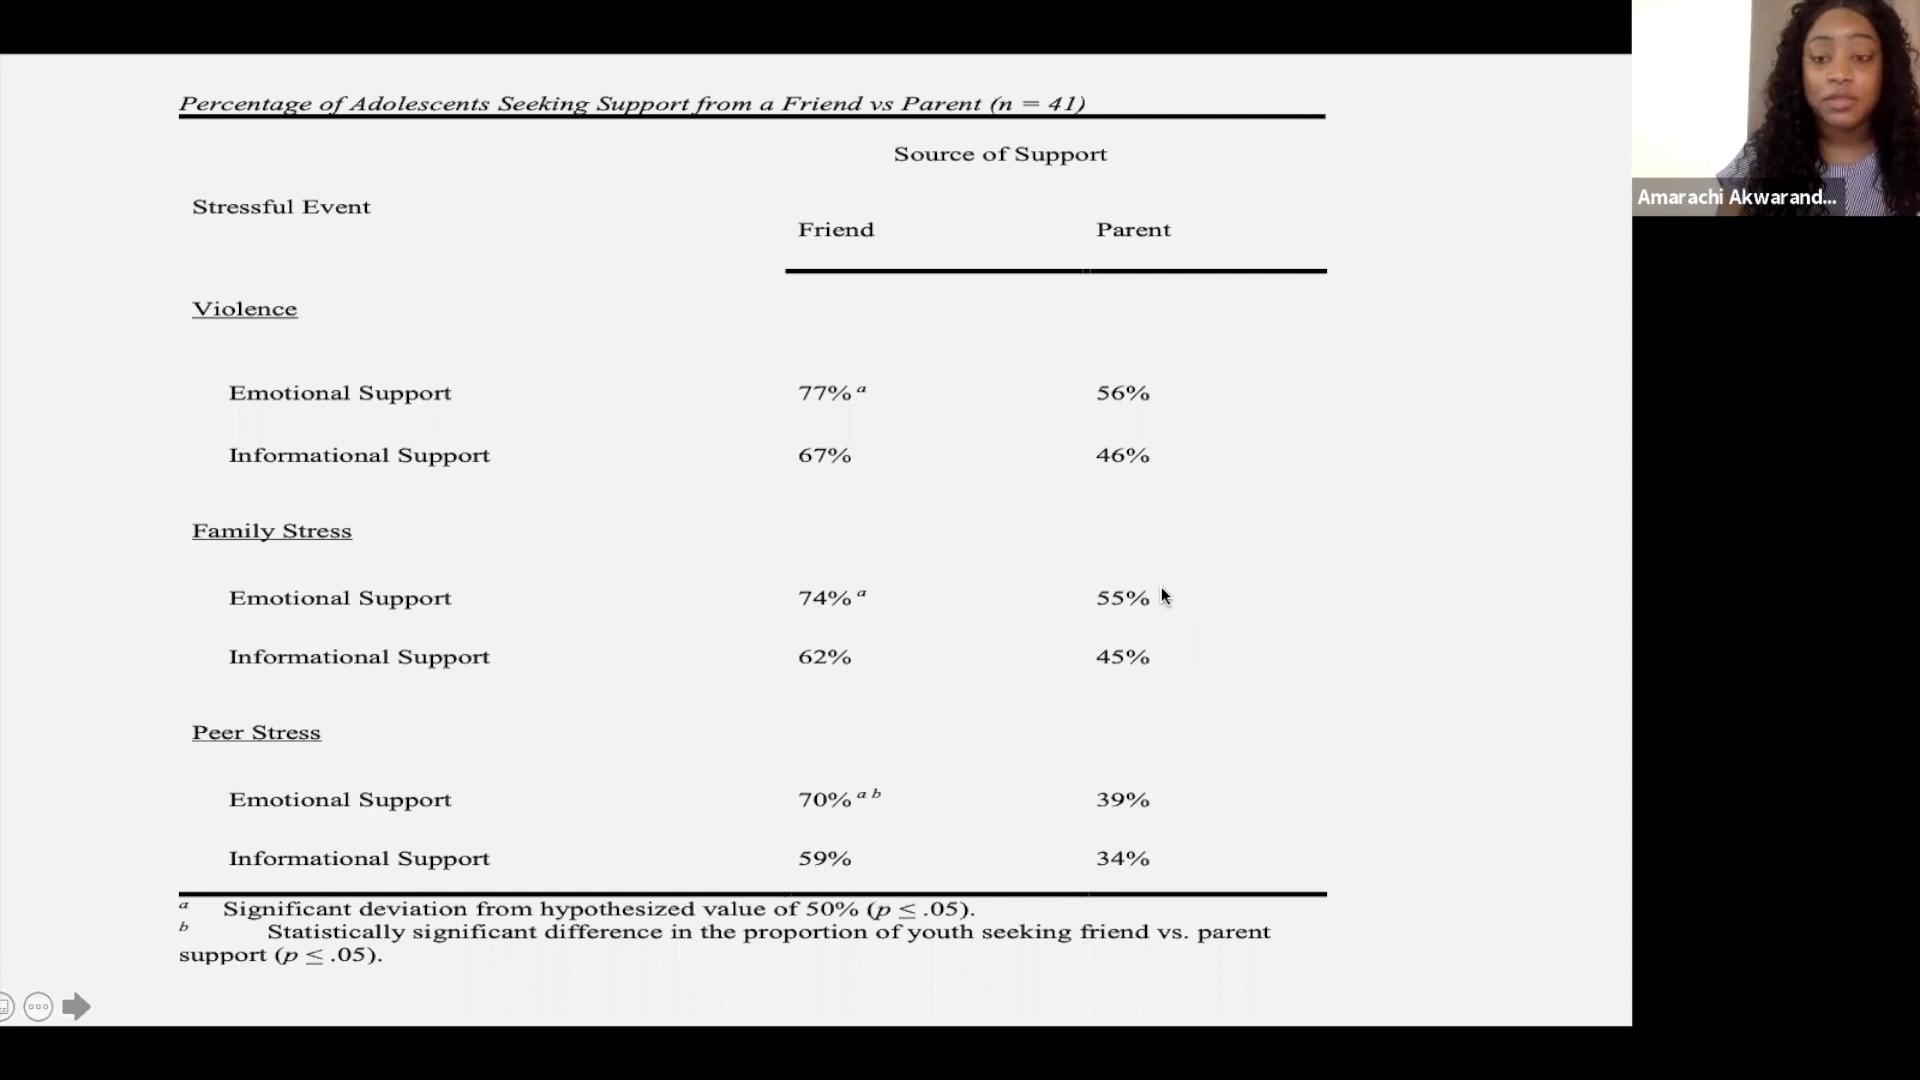 Percentage of Adolescents Seeking Support from a Friend vs Parent (n = 41)
Source of Support
Stressful Event
Friend Parent
Violence
Emotional Support 77% a 56%
Informational Support 67% 46%
Family Stress
Emotional Support 74% a 55%
Informational Support 62% 45%
Peer Stress
Emotional Support 70% a b 39%
Informational Support 59% 34%
a Significant deviation from hypothesized value of 50% (p ≤ .05).
b Statistically significant difference in the proportion of youth seeking friend vs. parent
support (p ≤ .05).
Amarachi Akwarand...